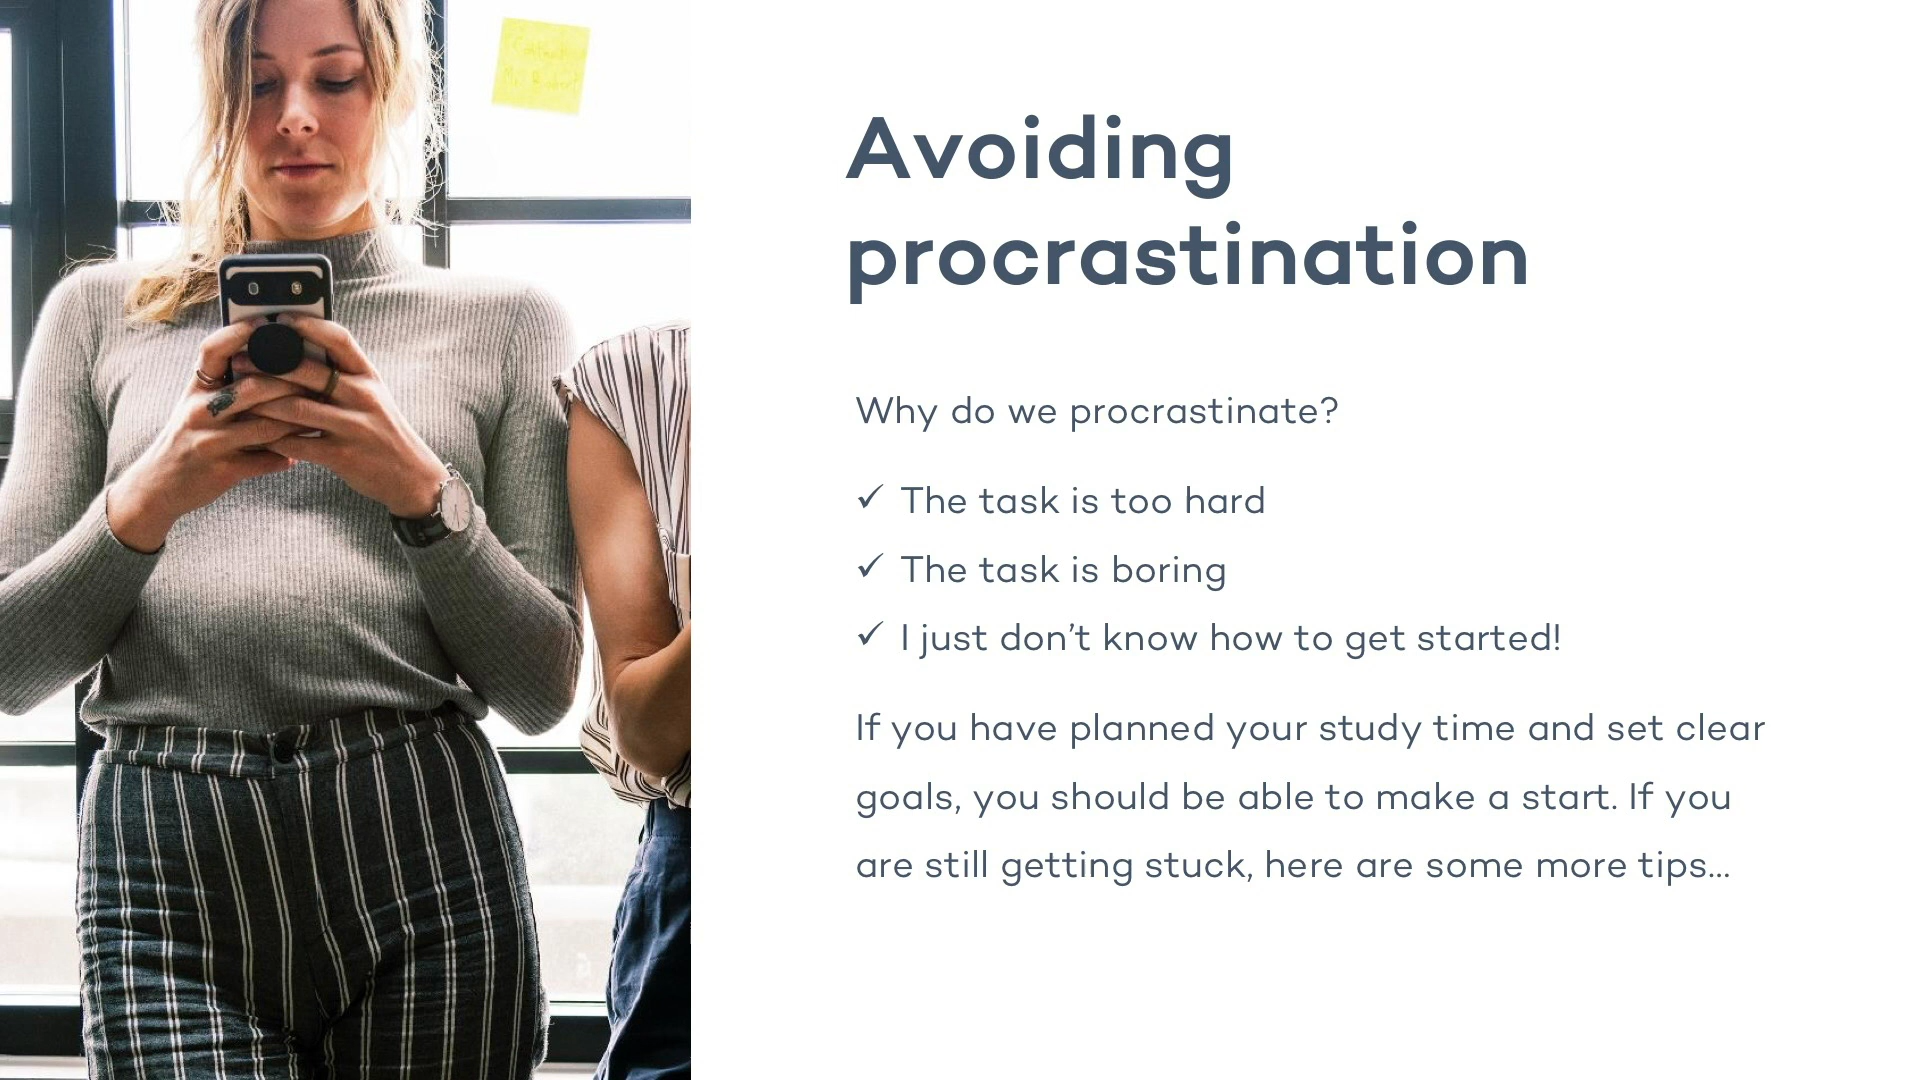 Avoiding
procrastination
Why do we procrastinate?
✓ The task is too hard
✓ The task is boring
✓ I just don’t know how to get started!
If you have planned your study time and set clear
goals, you should be able to make a start. If you
are still getting stuck, here are some more tips...